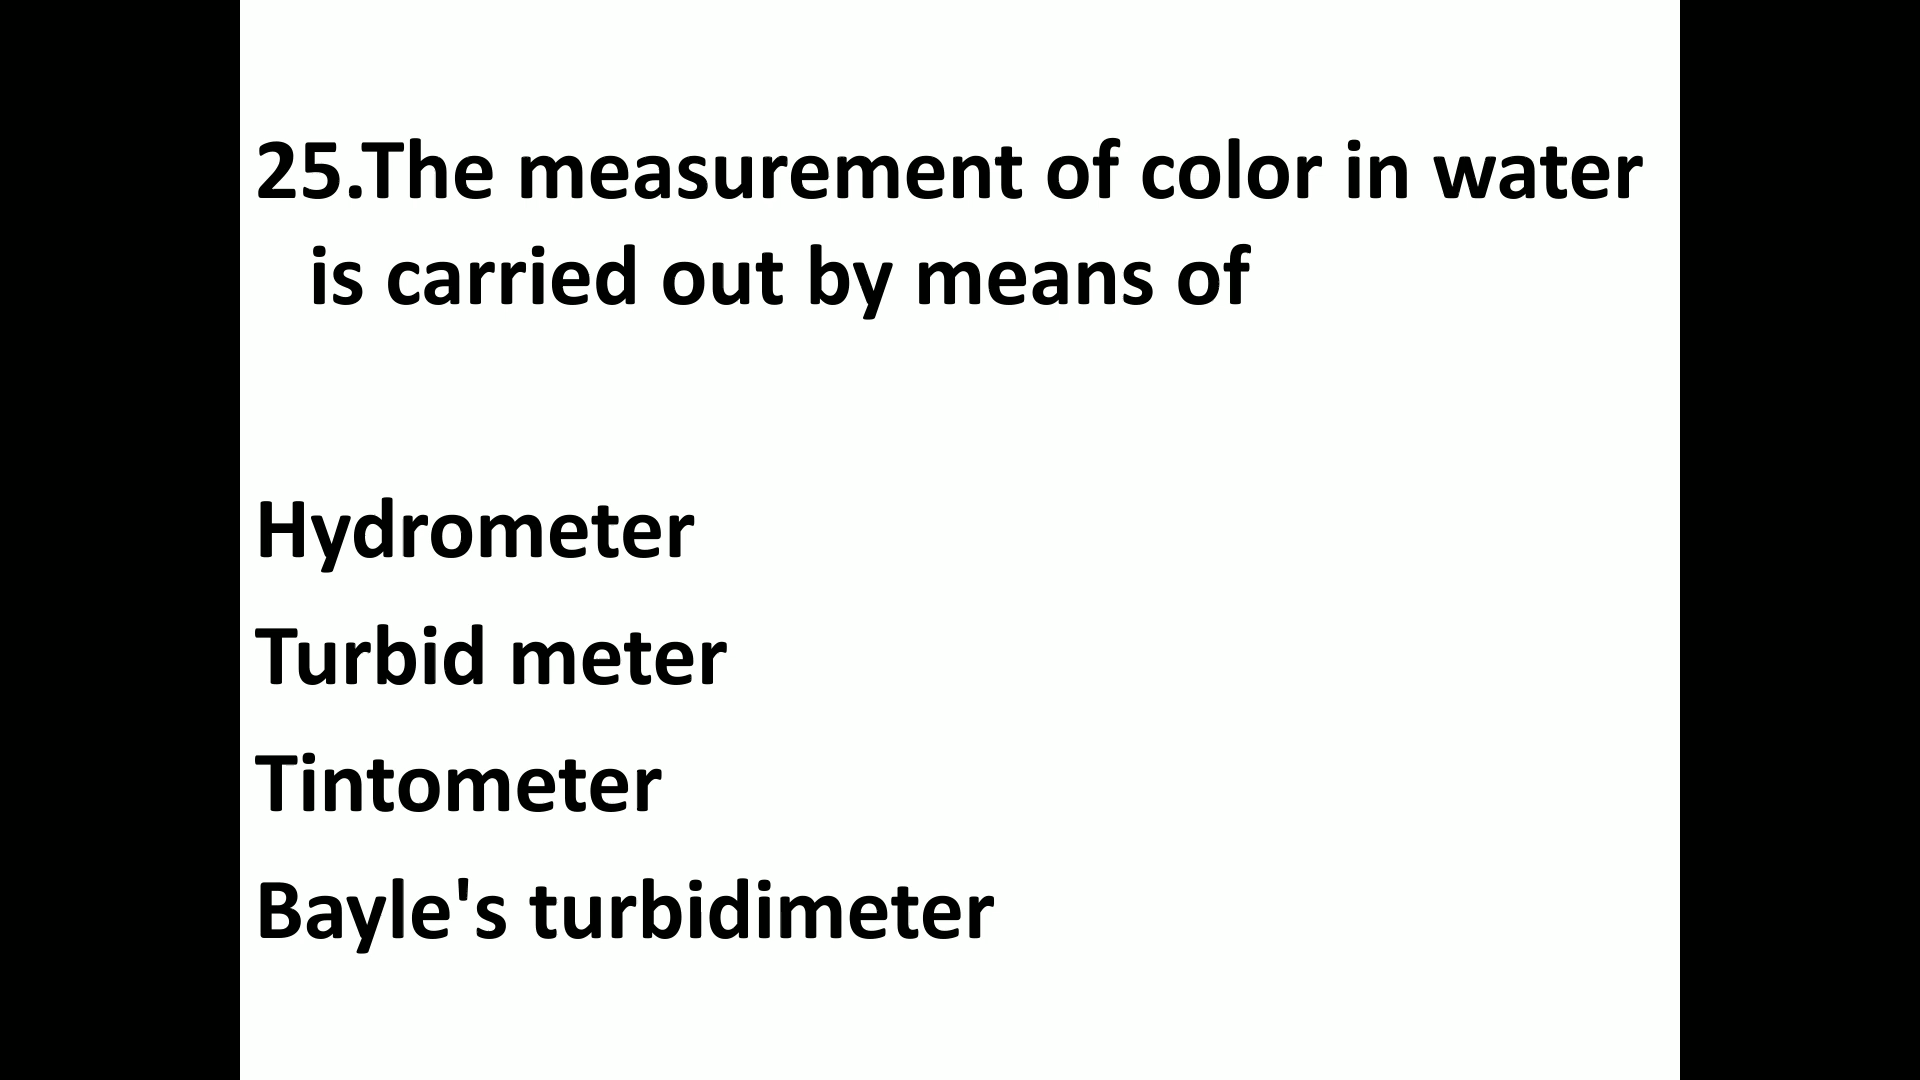 25.The measurement of color in water
is carried out by means of
Hydrometer
Turbid meter
Tintometer
Bayle's turbidimeter